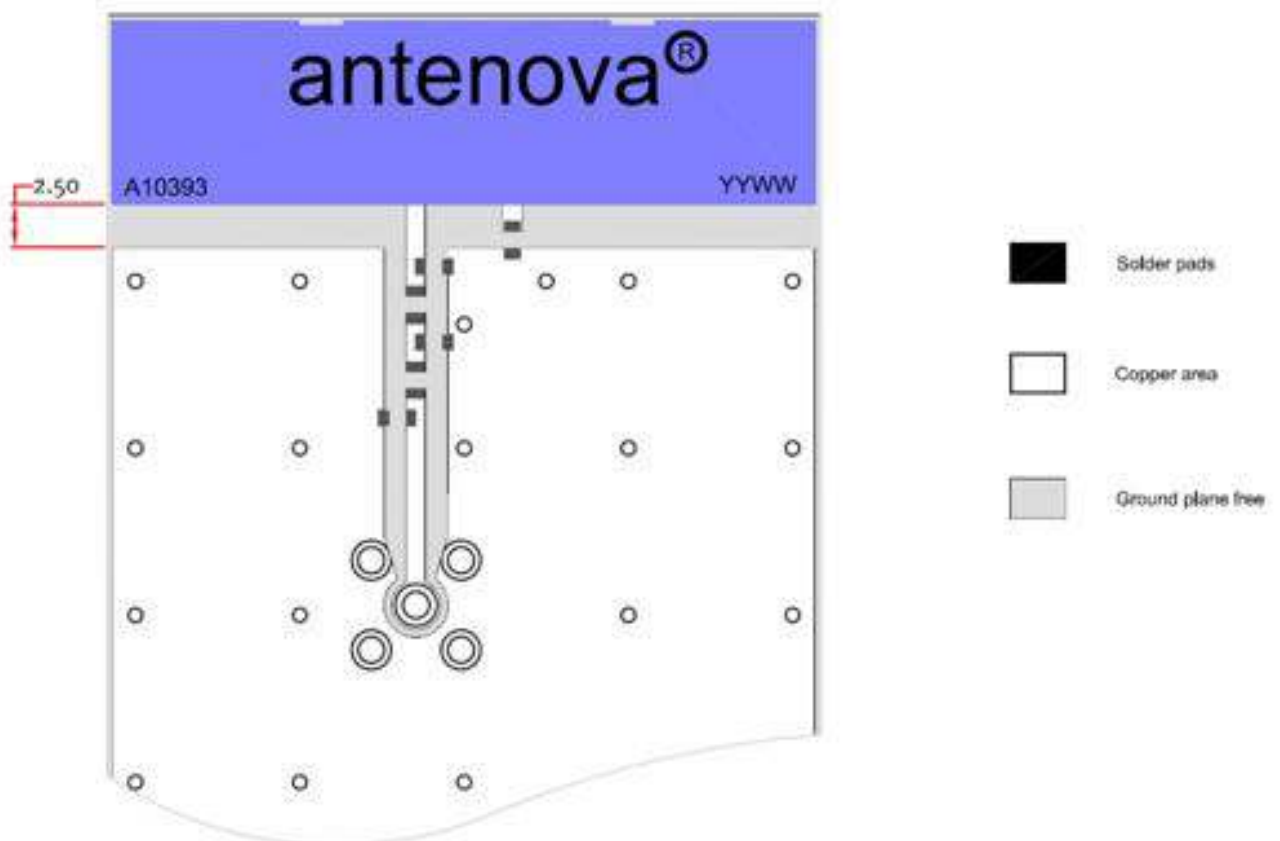 antenova®
2.50
A10393
YYWW
Solder pads
Copper area
Ground plane free